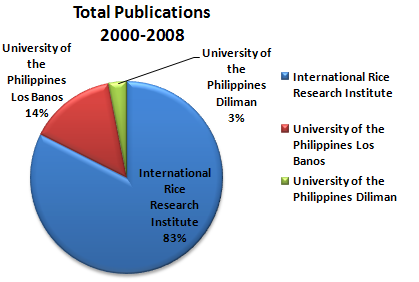 Total Publications
2000-2008
University of the
Philippines
Los Banos
14%
University of
the
Philippines
Diliman
3%
International
Rice
Research
Institute
83%
International Rice
Research Institute
University of the
Philippines Los
Banos
University of the
Philippines Diliman